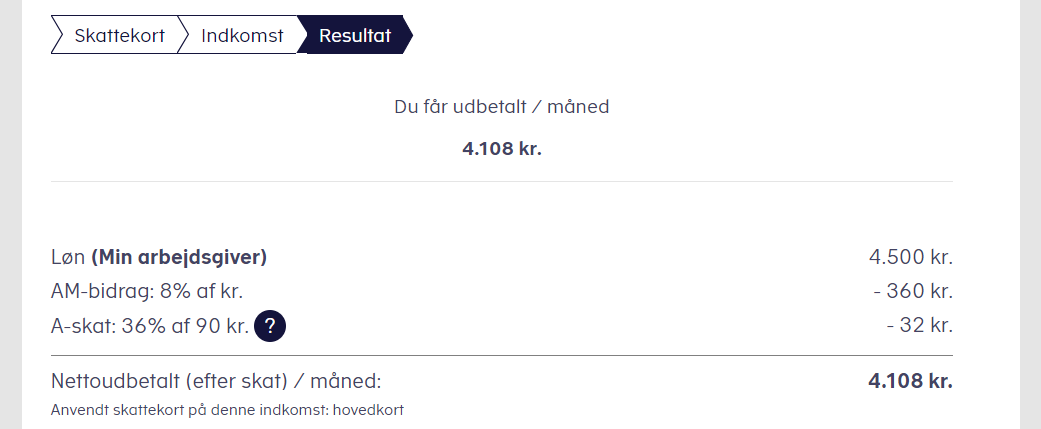 Skattekort Indkomst Resultat
Du får udbetalt / måned
4.108 kr.
Løn (Min arbejdsgiver) 4.500 kr.
AM-bidrag: 8% af kr. - 360 kr.
A-skat: 36% af 90 kr. ? - 32 kr.
Nettoudbetalt (efter skat) / måned: 4.108 kr.
Anvendt skattekort på denne indkomst: hovedkort